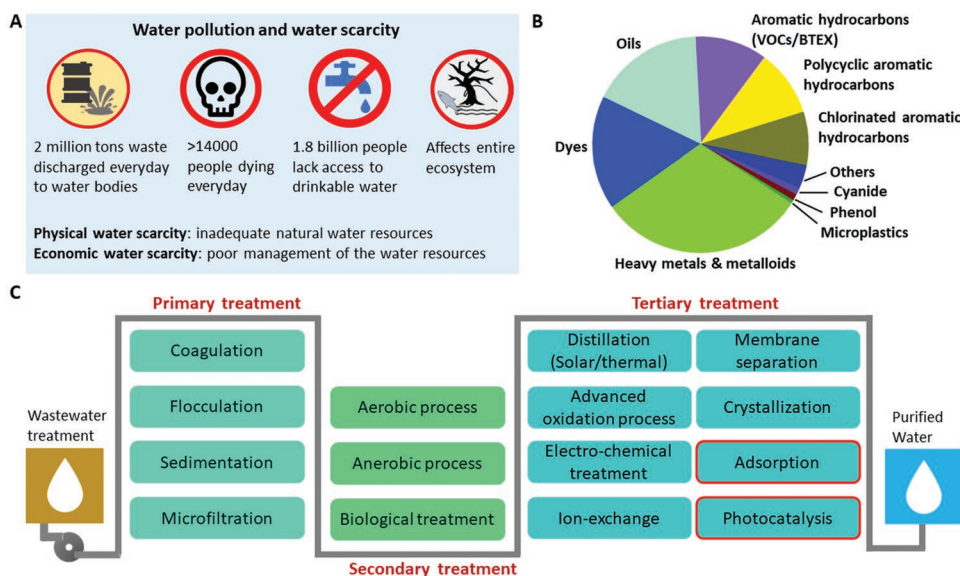 A
Water pollution and water scarcity
2 million tons waste
discharged everyday
to water bodies
>14000
people dying
everyday
1.8 billion people
lack access to
drinkable water
Affects entire
ecosystem
Physical water scarcity: inadequate natural water resources
Economic water scarcity: poor management of the water resources
B
Aromatic hydrocarbons
(VOCs/BTEX)
Polycyclic aromatic
hydrocarbons
Chlorinated aromatic
hydrocarbons
Others
Cyanide
Phenol
Microplastics
Heavy metals & metalloids
Dyes
Oils
C
Wastewater
treatment
Primary treatment
Coagulation
Flocculation
Sedimentation
Microfiltration
Aerobic process
Anerobic process
Biological treatment
Secondary treatment
Tertiary treatment
Distillation
(Solar/thermal)
Membrane
separation
Advanced
oxidation process
Crystallization
Electro-chemical
treatment
Adsorption
Ion-exchange
Photocatalysis
Purified
Water